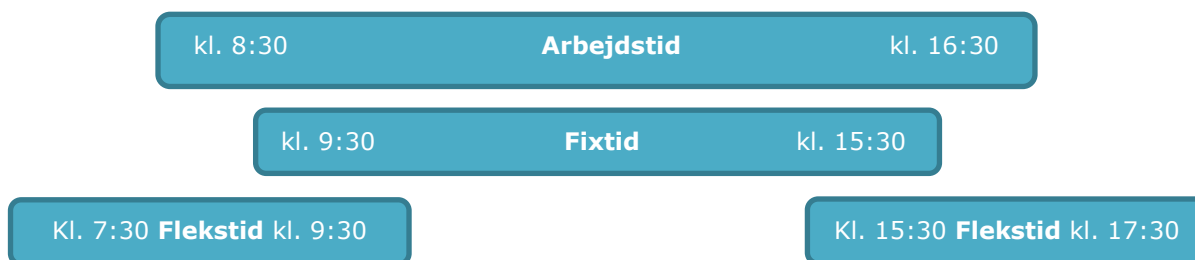 kl. 8:30 Arbejdstid kl. 16:30
kl. 9:30 Fixtid kl. 15:30
Kl. 7:30 Flekstid kl. 9:30
Kl. 15:30 Flekstid kl. 17:30